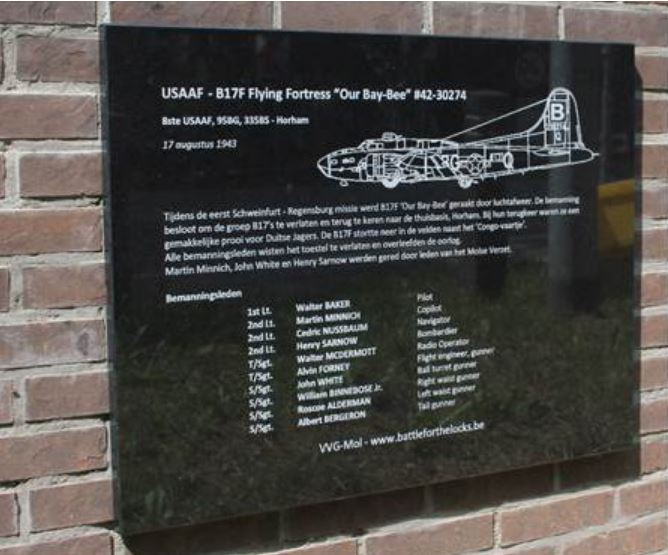 USAAF - B17F Flying Fortress "Our Bay-Bee" #42-30274
8ste USAAF, 95BG, 335BS - Horham
17 augustus 1943
B
Tijdens de eerst Schweinfurt - Regensburg missie werd B17F 'Our Bay-Bee' geraakt door luchtafweer. De bemanning
besloot om de groep B17's te verlaten en terug te keren naar de thuisbasis, Horham. Bij hun terugkeer waren ze een
gemakkelijke prooi voor Duitse Jagers. De B17F stortte neer in de velden naast het 'Congo-vaartje'.
Alle bemanningsleden wisten het toestel te verlaten en overleefden de oorlog.
Martin Minnich, John White en Henry Sarnow werden gered door leden van het Molse Verzet.
Bemanningsleden
1st Lt. Walter BAKER Pilot
2nd Lt. Martin MINNICH Copilot
2nd Lt. Cedric NUSSBAUM Navigator
2nd Lt. Henry SARNOW Bombardier
T/Sgt. Walter MCDERMOTT Radio Operator
T/Sgt. Alvin FORNEY Flight engineer, gunner
S/Sgt. John WHITE Ball turret gunner
S/Sgt. William BINNEBOSE Jr. Right waist gunner
S/Sgt. Roscoe ALDERMAN Left waist gunner
S/Sgt. Albert BERGERON Tail gunner
VVG-Mol - www.battleforthelocks.be